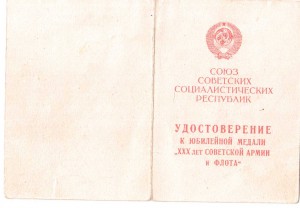 СОЮЗ
СОВЕТСКИХ
СОЦИАЛИСТИЧЕСКИХ
РЕСПУБЛИК
УДОСТОВЕРЕНИЕ
К ЮБИЛЕЙНОЙ МЕДАЛИ
„XXX ЛЕТ СОВЕТСКОЙ АРМИИ
И ФЛОТА“